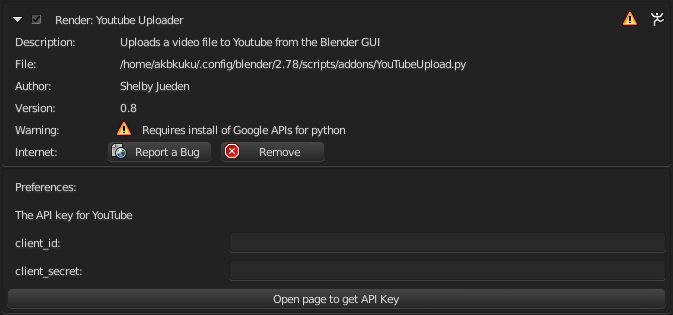 Render: Youtube Uploader
Description: Uploads a video file to Youtube from the Blender GUI
File: /home/akbkuku/.config/blender/2.78/scripts/addons/YouTubeUpload.py
Author: Shelby Jueden
Version: 0.8
Warning: Requires install of Google APIs for python
Internet: Report a Bug Remove
Preferences:
The API key for YouTube
client_id:
client_secret:
Open page to get API Key